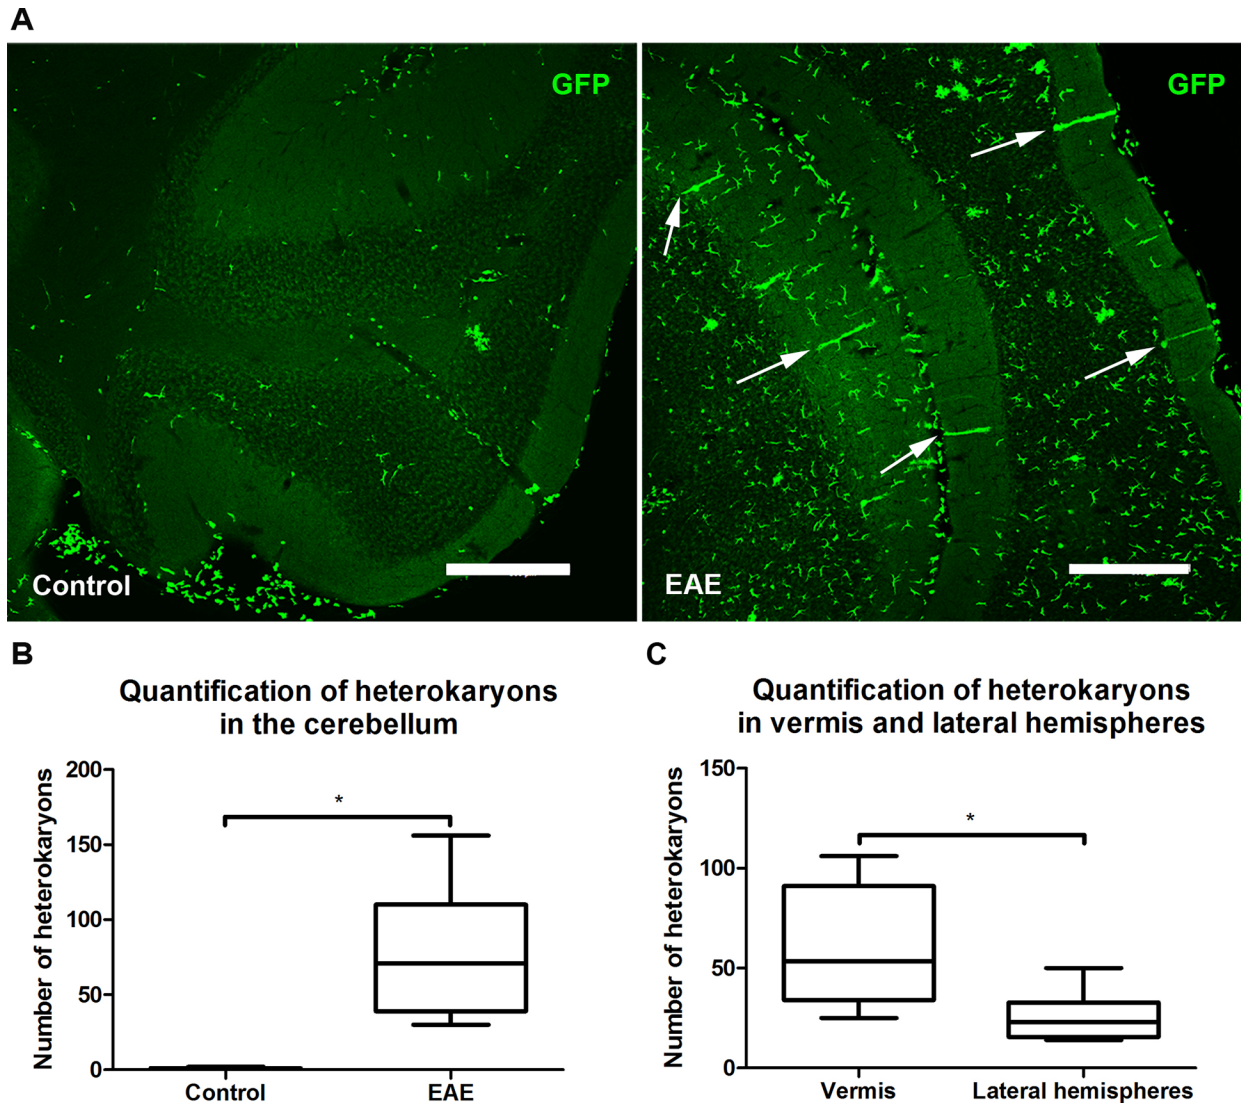 A
GFP
GFP
Control
EAE
B
Quantification of heterokaryons
in the cerebellum
Number of heterokaryons
200
150
100
50
0
*
Control
EAE
C
Quantification of heterokaryons
in vermis and lateral hemispheres
Number of heterokaryons
150
100
50
0
*
Vermis
Lateral hemispheres